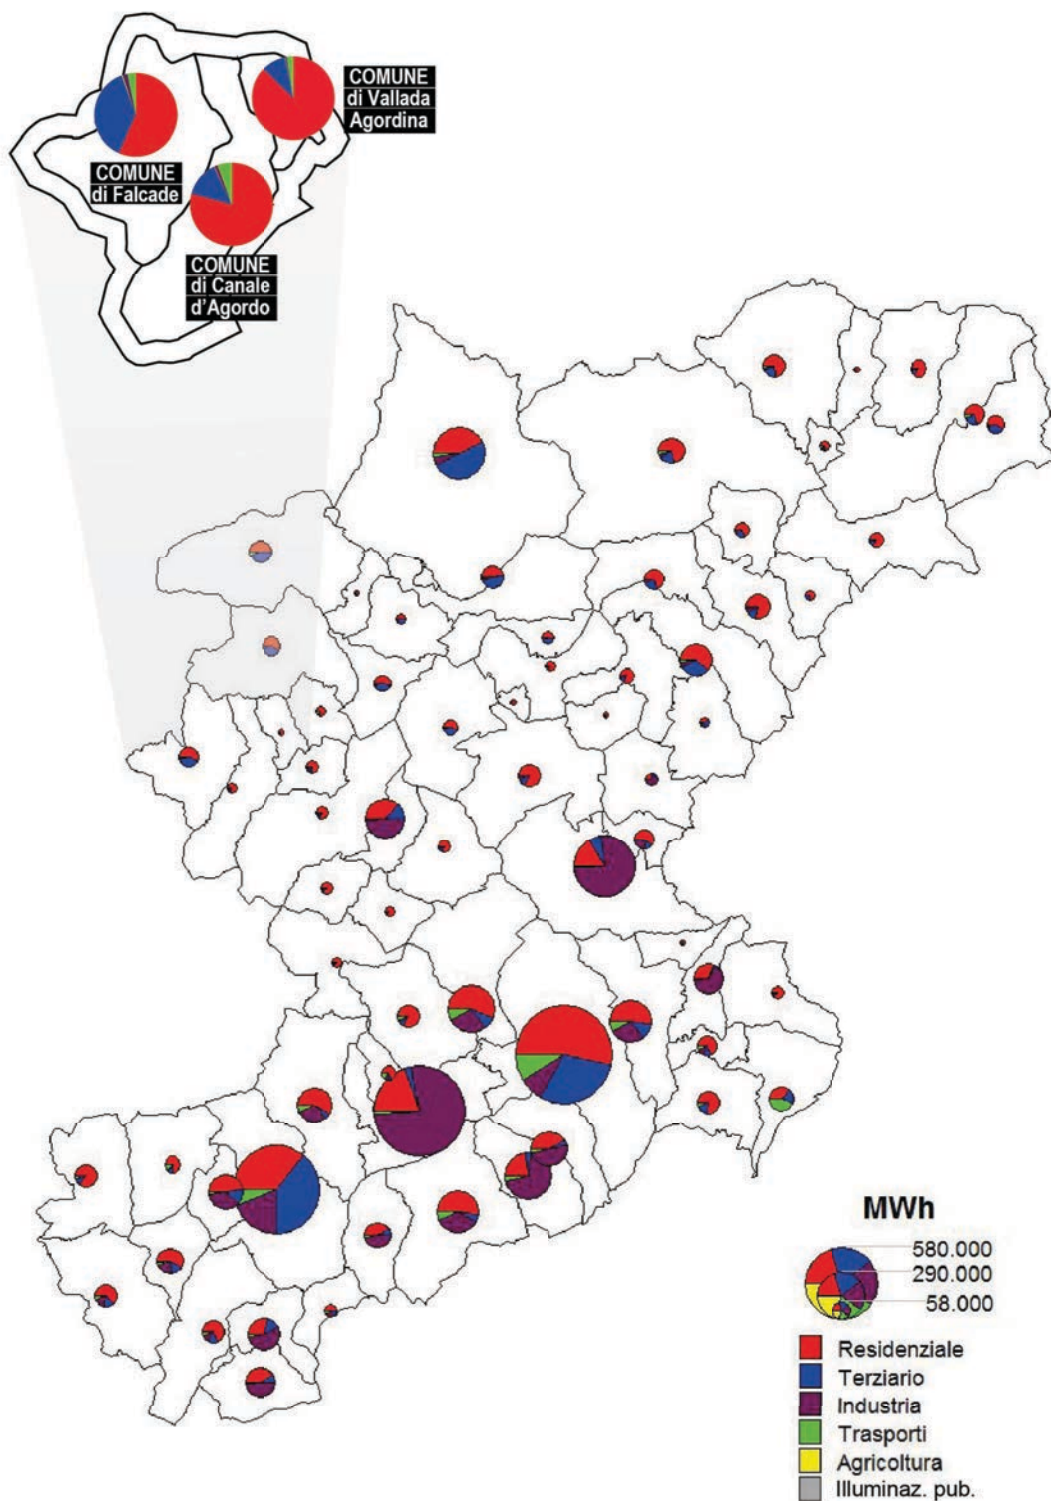 COMUNE
di Vallada
Agordina
COMUNE
di Falcade
COMUNE
di Canale
d'Agordo
MWh
580.000
290.000
58.000
Residenziale
Terziario
Industria
Trasporti
Agricoltura
Illuminaz. pub.